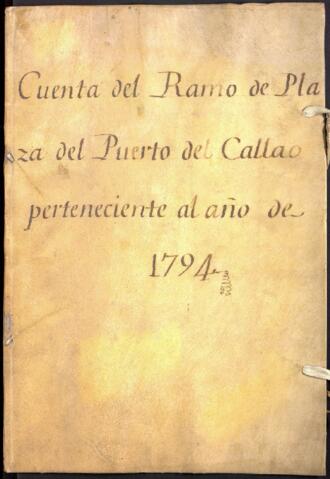 Cuenta del Ramo de Pla
za del Puerto del Callao
perteneciente al año de
1794